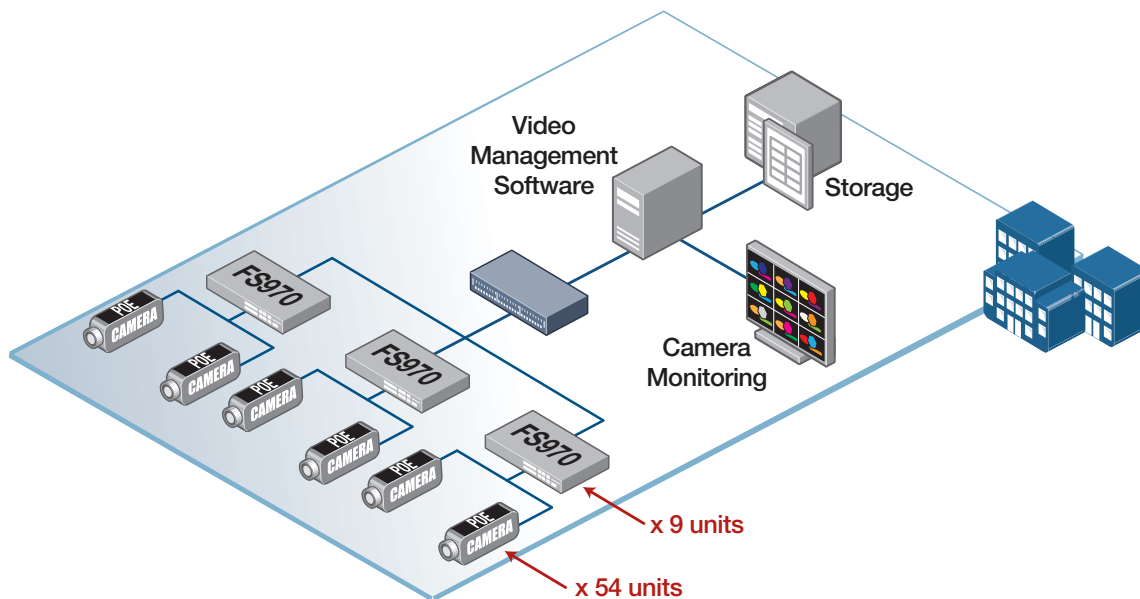 Video
Management
Software
Storage
FS970
POE
CAMERA
POE
CAMERA
FS970
POE
CAMERA
Camera
Monitoring
POE
CAMERA
FS970
POE
CAMERA
POE
CAMERA
x 9 units
x 54 units